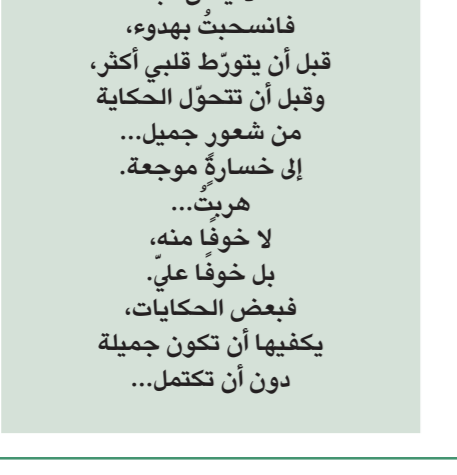 فانسحبتُ بهدوء،
قبل أن يتورّط قلبي أكثر،
وقبل أن تتحوّل الحكاية
من شعورٍ جميل...
إلى خسارةٍ موجعة.
هربتُ...
لا خوفًا منه،
بل خوفًا عليّ.
فبعض الحكايات،
يكفيها أن تكون جميلة
دون أن تكتمل...